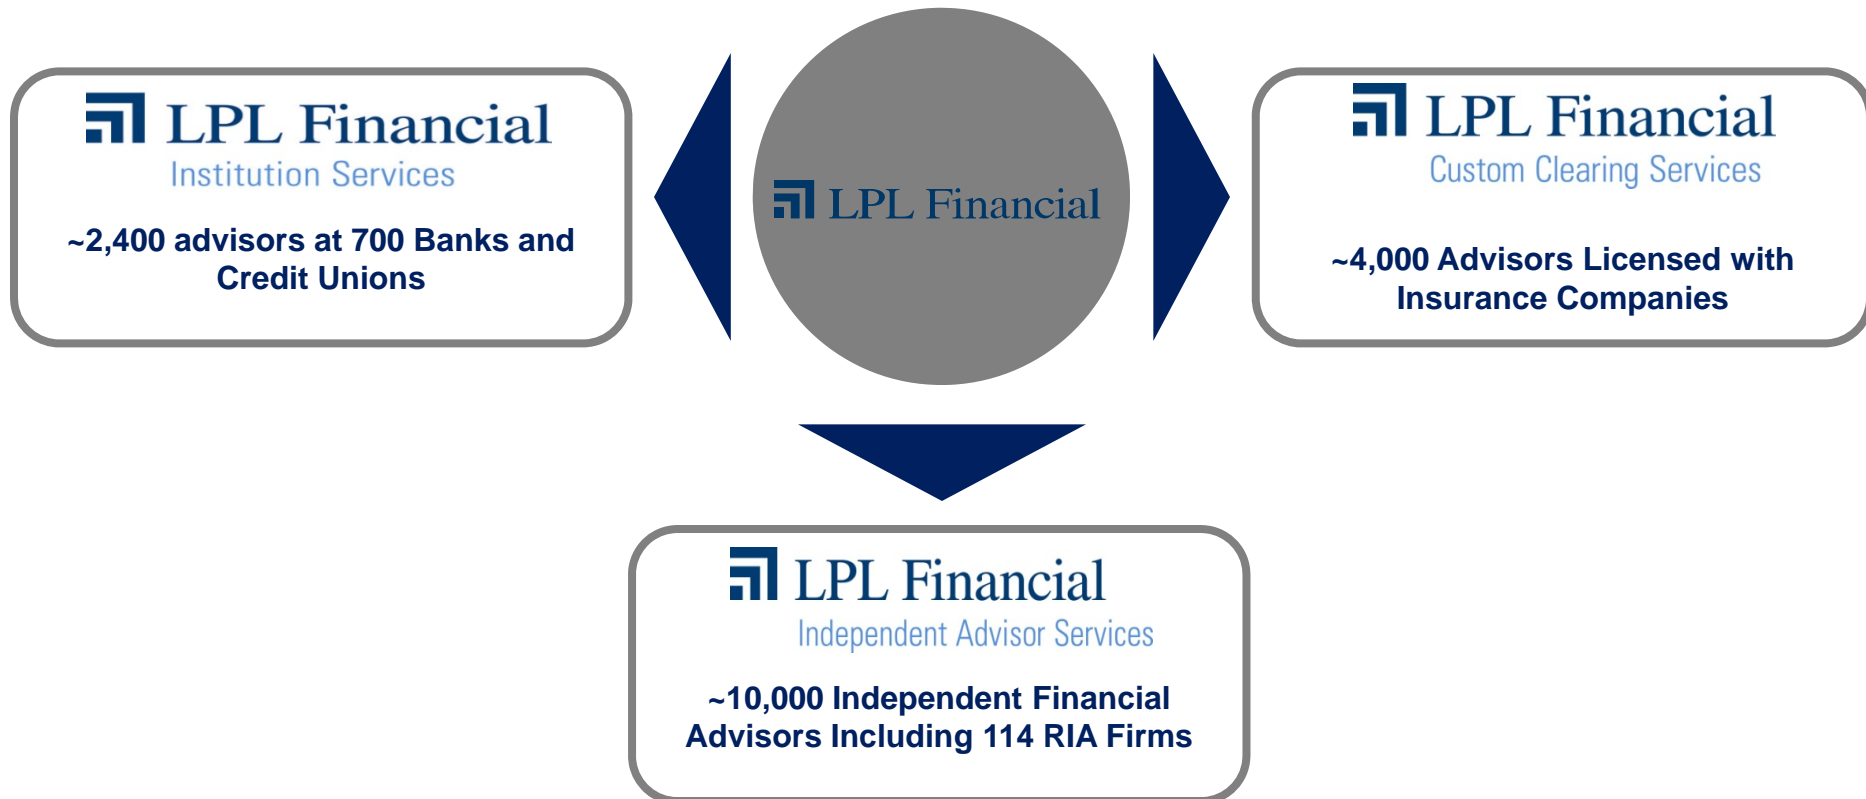 LPL Financial
Institution Services
~2,400 advisors at 700 Banks and
Credit Unions
LPL Financial
LPL Financial
Custom Clearing Services
~4,000 Advisors Licensed with
Insurance Companies
LPL Financial
Independent Advisor Services
~10,000 Independent Financial
Advisors Including 114 RIA Firms